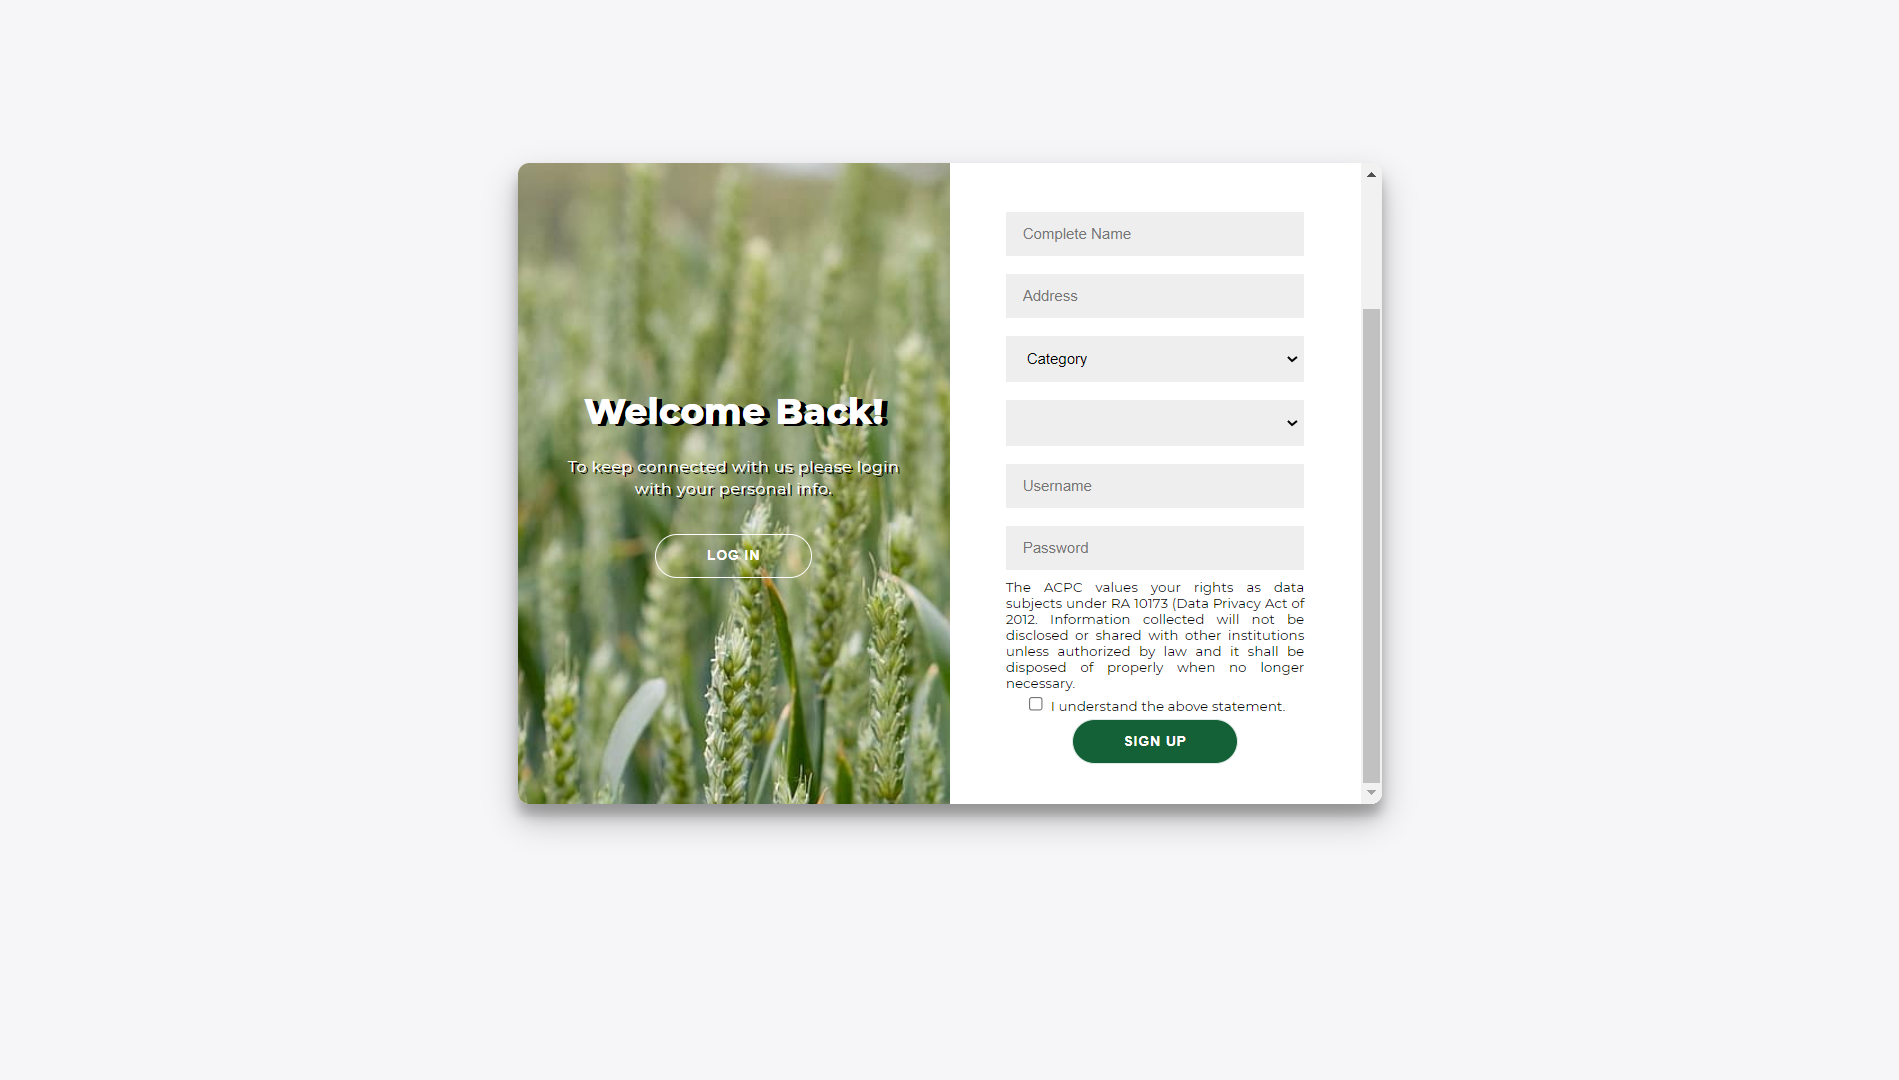 Welcome Back!
To keep connected with us please login
with your personal info.
LOG IN
Complete Name
Address
Category
Username
Password
The ACPC values your rights as data
subjects under RA 10173 (Data Privacy Act of
2012. Information collected will not be
disclosed or shared with other institutions
unless authorized by law and it shall be
disposed of properly when no longer
necessary.
I understand the above statement.
SIGN UP